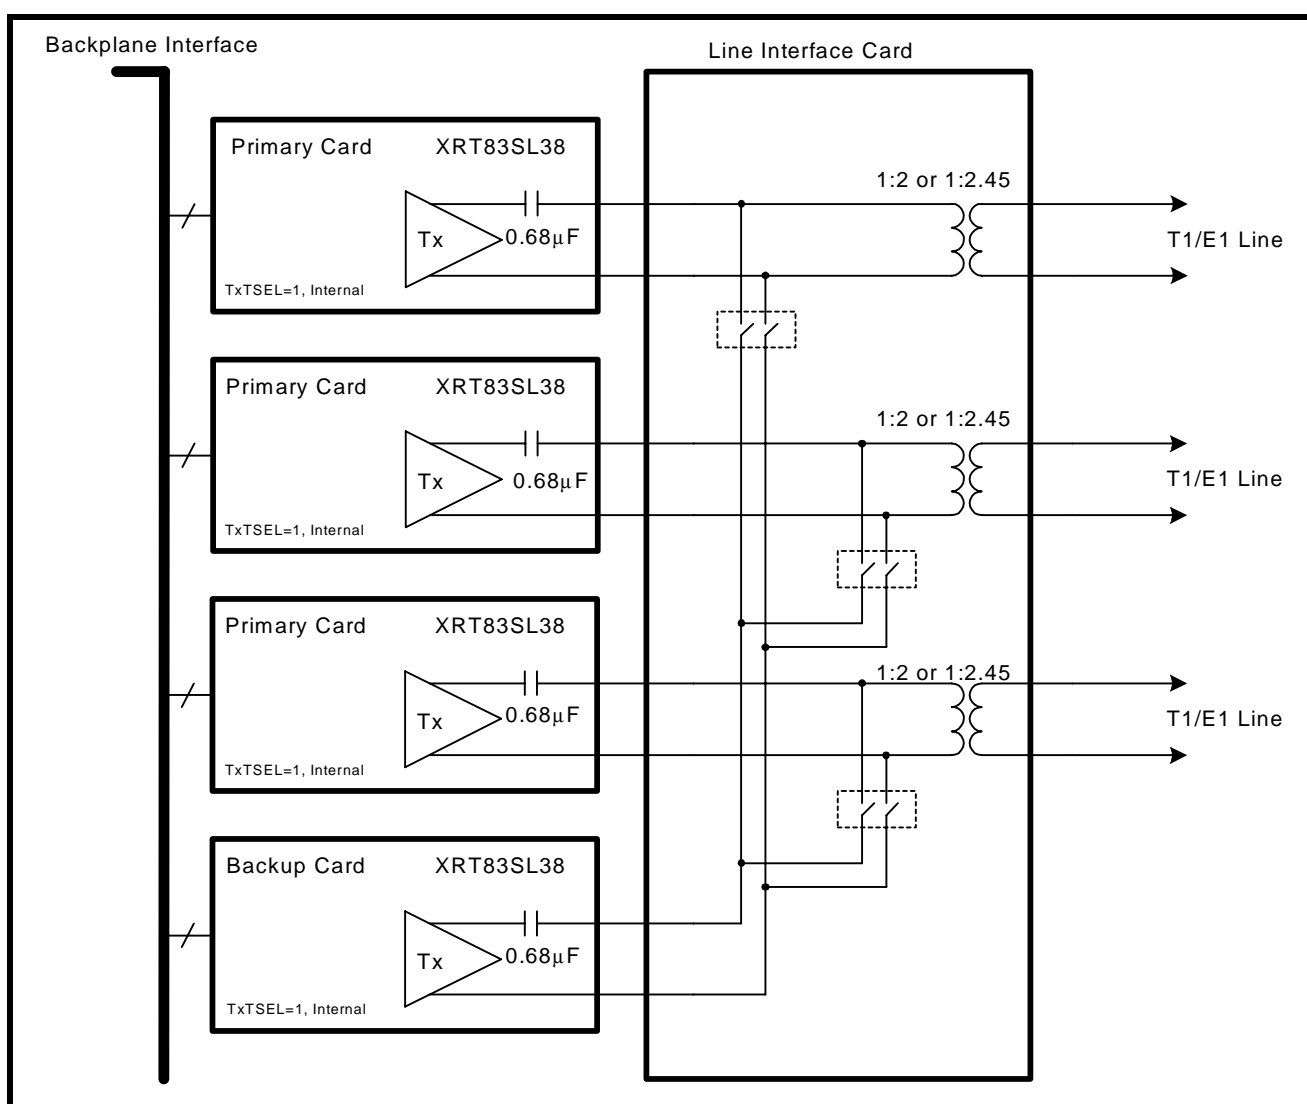 Backplane Interface
Line Interface Card
Primary Card XRT83SL38
1:2 or 1:2.45
Tx
0.68μF
T1/E1 Line
TxTSEL=1, Internal
Primary Card XRT83SL38
1:2 or 1:2.45
Tx
0.68μF
T1/E1 Line
TxTSEL=1, Internal
Primary Card XRT83SL38
1:2 or 1:2.45
Tx
0.68μF
T1/E1 Line
TxTSEL=1, Internal
Backup Card XRT83SL38
Tx
0.68μF
TxTSEL=1, Internal